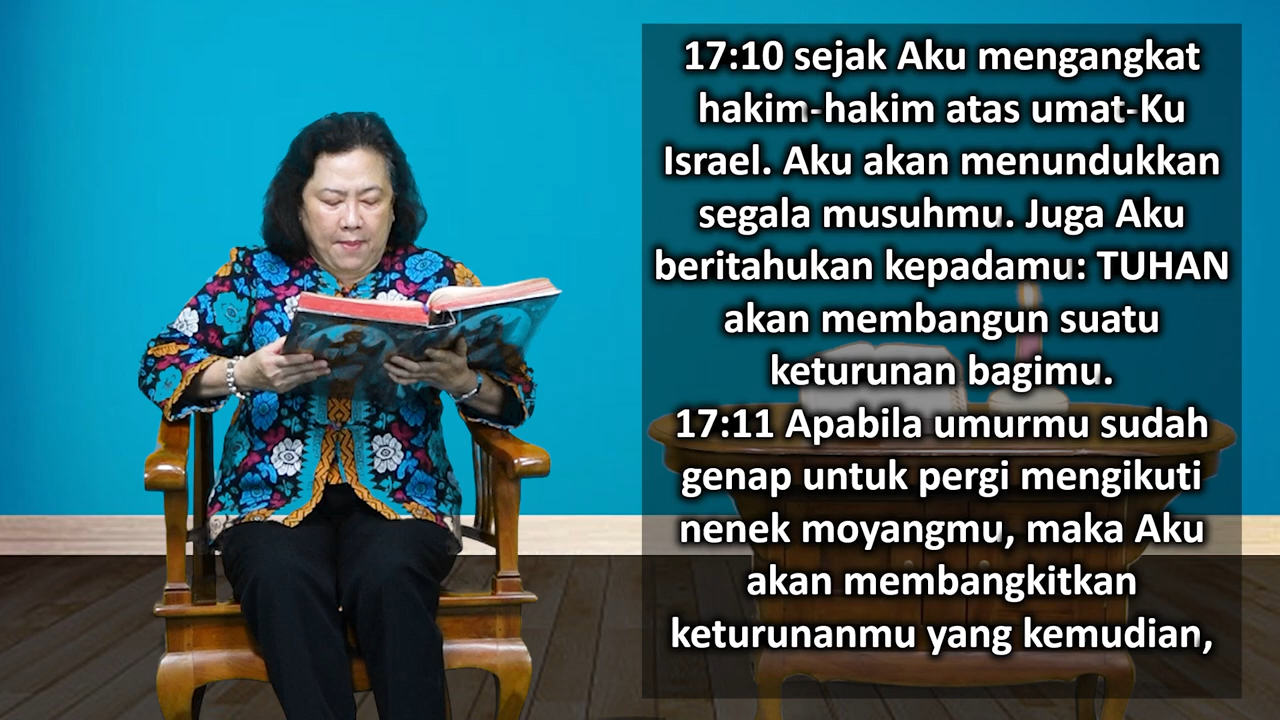 17:10 sejak Aku mengangkat
hakim-hakim atas umat-Ku
Israel. Aku akan menundukkan
segala musuhmu. Juga Aku
beritahukan kepadamu: TUHAN
akan membangun suatu
keturunan bagimu.
17:11 Apabila umurmu sudah
genap untuk pergi mengikuti
nenek moyangmu, maka Aku
akan membangkitkan
keturunanmu yang kemudian,